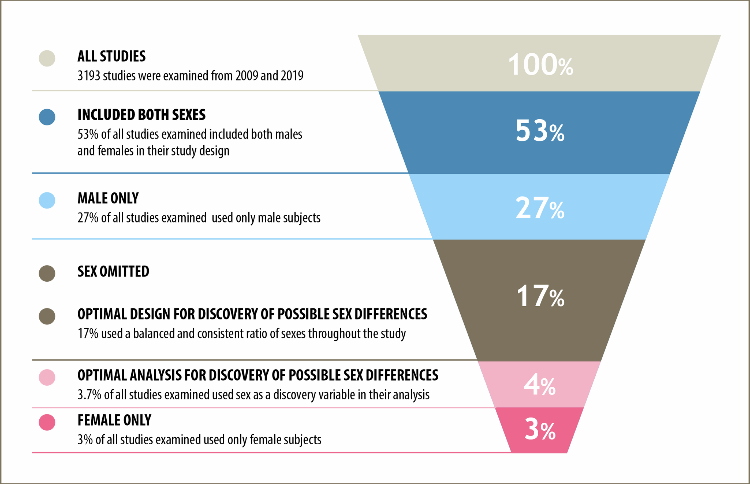 ALL STUDIES
3193 studies were examined from 2009 and 2019
100%
INCLUDED BOTH SEXES
53% of all studies examined included both males
and females in their study design
53%
MALE ONLY
27% of all studies examined used only male subjects
27%
SEX OMITTED
OPTIMAL DESIGN FOR DISCOVERY OF POSSIBLE SEX DIFFERENCES
17% used a balanced and consistent ratio of sexes throughout the study
17%
OPTIMAL ANALYSIS FOR DISCOVERY OF POSSIBLE SEX DIFFERENCES
3.7% of all studies examined used sex as a discovery variable in their analysis
4%
FEMALE ONLY
3% of all studies examined used only female subjects
3%